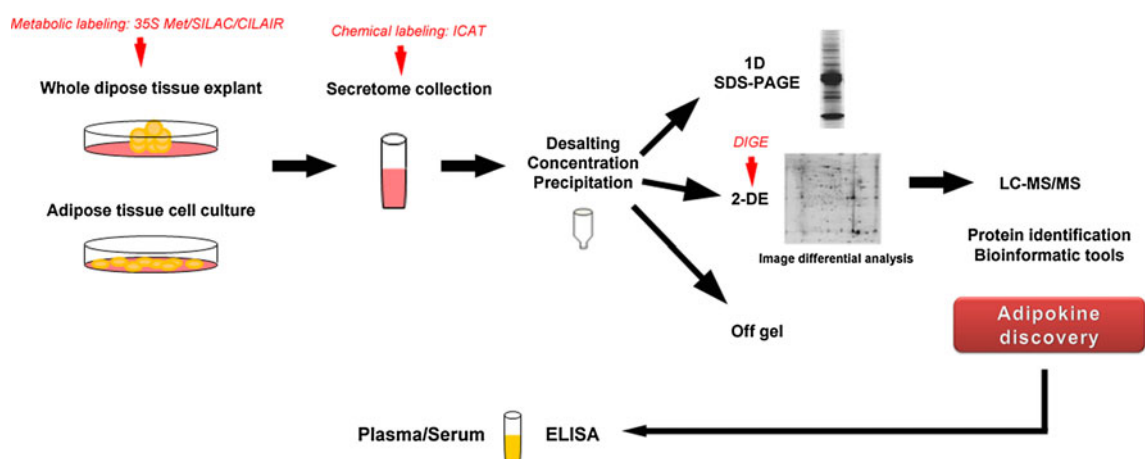 Metabolic labeling: 35S Met/SILAC/CILAIR
Whole dipose tissue explant
Adipose tissue cell culture
Chemical labeling: ICAT
Secretome collection
Desalting
Concentration
Precipitation
1D
SDS-PAGE
DIGE
2-DE
Image differential analysis
Off gel
LC-MS/MS
Protein identification
Bioinformatic tools
Adipokine
discovery
Plasma/Serum
ELISA